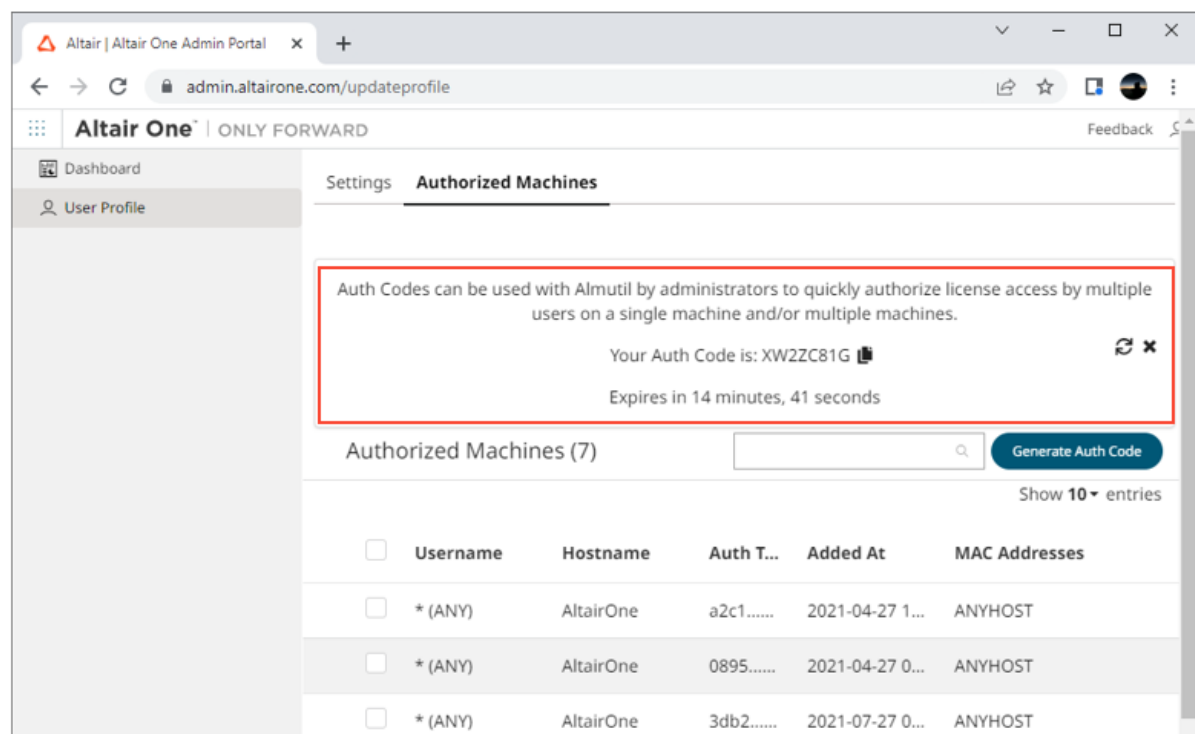 Altair | Altair One Admin Portal
admin.altairone.com/updateprofile
Altair One™ | ONLY FORWARD
Feedback
Dashboard
User Profile
Settings Authorized Machines
Auth Codes can be used with Almutil by administrators to quickly authorize license access by multiple
users on a single machine and/or multiple machines.
Your Auth Code is: XW2ZC81G
Expires in 14 minutes, 41 seconds
Authorized Machines (7)
Generate Auth Code
Show 10 entries
Username Hostname Auth T... Added At MAC Addresses
* (ANY) AltairOne a2c1...... 2021-04-27 1... ANYHOST
* (ANY) AltairOne 0895...... 2021-04-27 0... ANYHOST
* (ANY) AltairOne 3db2...... 2021-07-27 0... ANYHOST